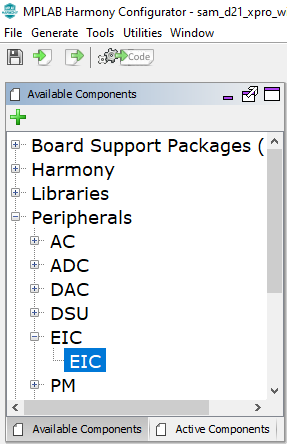 MPLAB Harmony Configurator - sam_d21_xpro_w
File Generate Tools Utilities Window
Code
Available Components
Board Support Packages (
Harmony
Libraries
Peripherals
AC
ADC
DAC
DSU
EIC
EIC
PM
Available Components Active Components